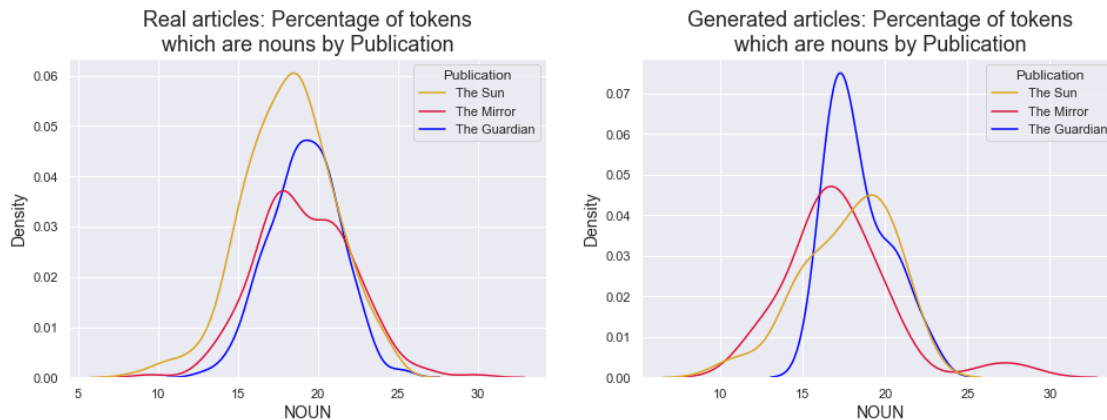 Real articles: Percentage of tokens
which are nouns by Publication
Publication
The Sun
The Mirror
The Guardian
0.06
0.05
0.04
0.03
0.02
0.01
0.00
Density
5
10
15
20
25
30
NOUN
Generated articles: Percentage of tokens
which are nouns by Publication
Publication
The Sun
The Mirror
The Guardian
0.07
0.06
0.05
0.04
0.03
0.02
0.01
0.00
Density
10
15
20
25
30
NOUN